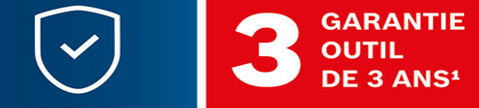 3
GARANTIE
OUTIL
DE 3 ANS¹